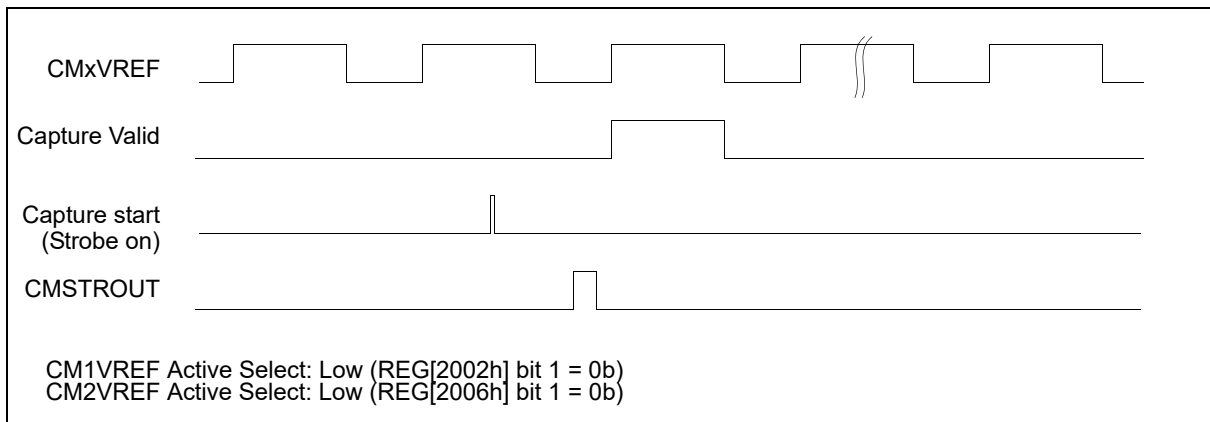 CMxVREF
Capture Valid
Capture start
(Strobe on)
CMSTROUT
CM1VREF Active Select: Low (REG[2002h] bit 1 = 0b)
CM2VREF Active Select: Low (REG[2006h] bit 1 = 0b)